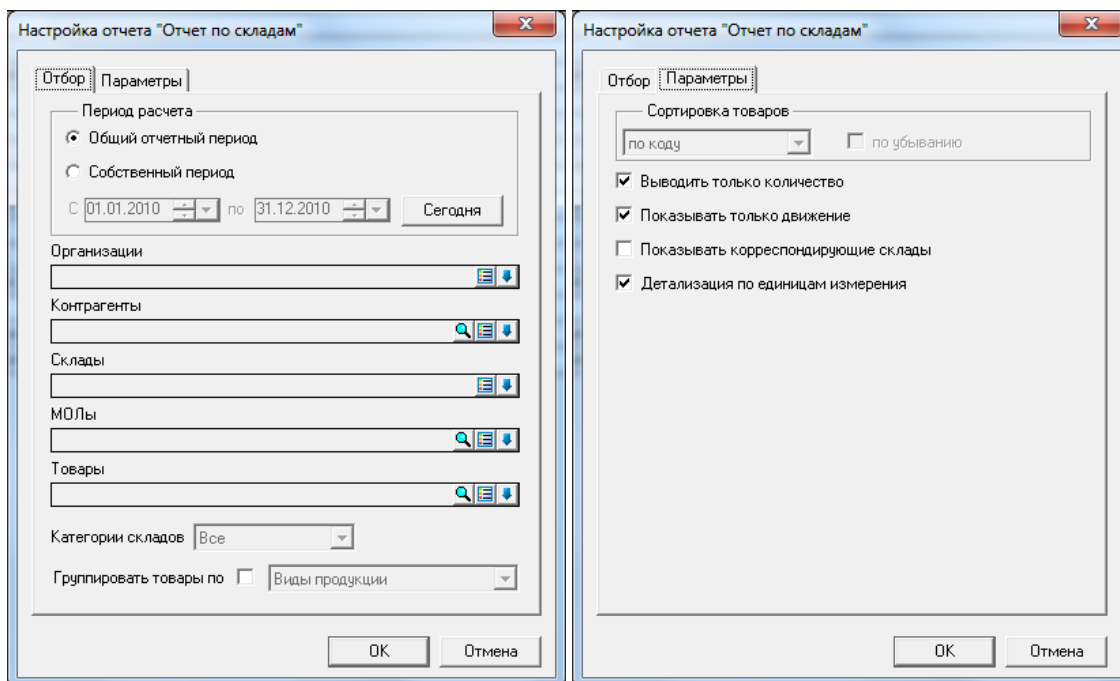 Настройка отчета "Отчет по складам"
Отбор Параметры
Период расчета
Общий отчетный период
Собственный период
С 01.01.2010 по 31.12.2010 Сегодня
Организации
Контрагенты
Склады
МОЛы
Товары
Категории складов Все
Группировать товары по Виды продукции
ОК Отмена
Настройка отчета "Отчет по складам"
Отбор Параметры
Сортировка товаров
по коду по убыванию
Выводить только количество
Показывать только движение
Показывать корреспондирующие склады
Детализация по единицам измерения
ОК Отмена